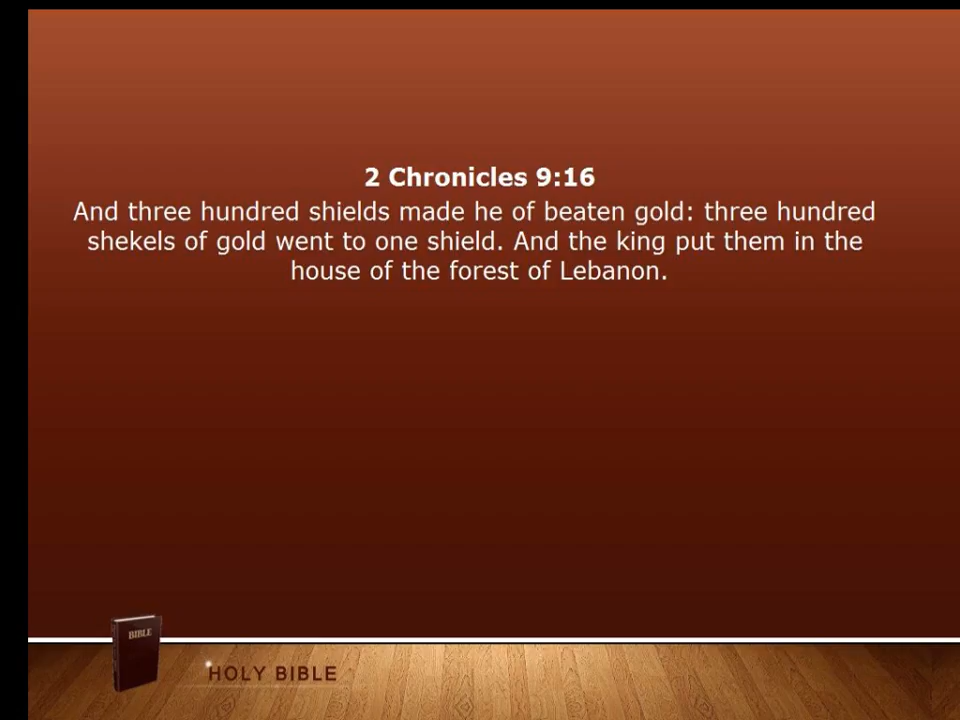 2 Chronicles 9:16
And three hundred shields made he of beaten gold: three hundred
shekels of gold went to one shield. And the king put them in the
house of the forest of Lebanon.
BIBLE
HOLY BIBLE